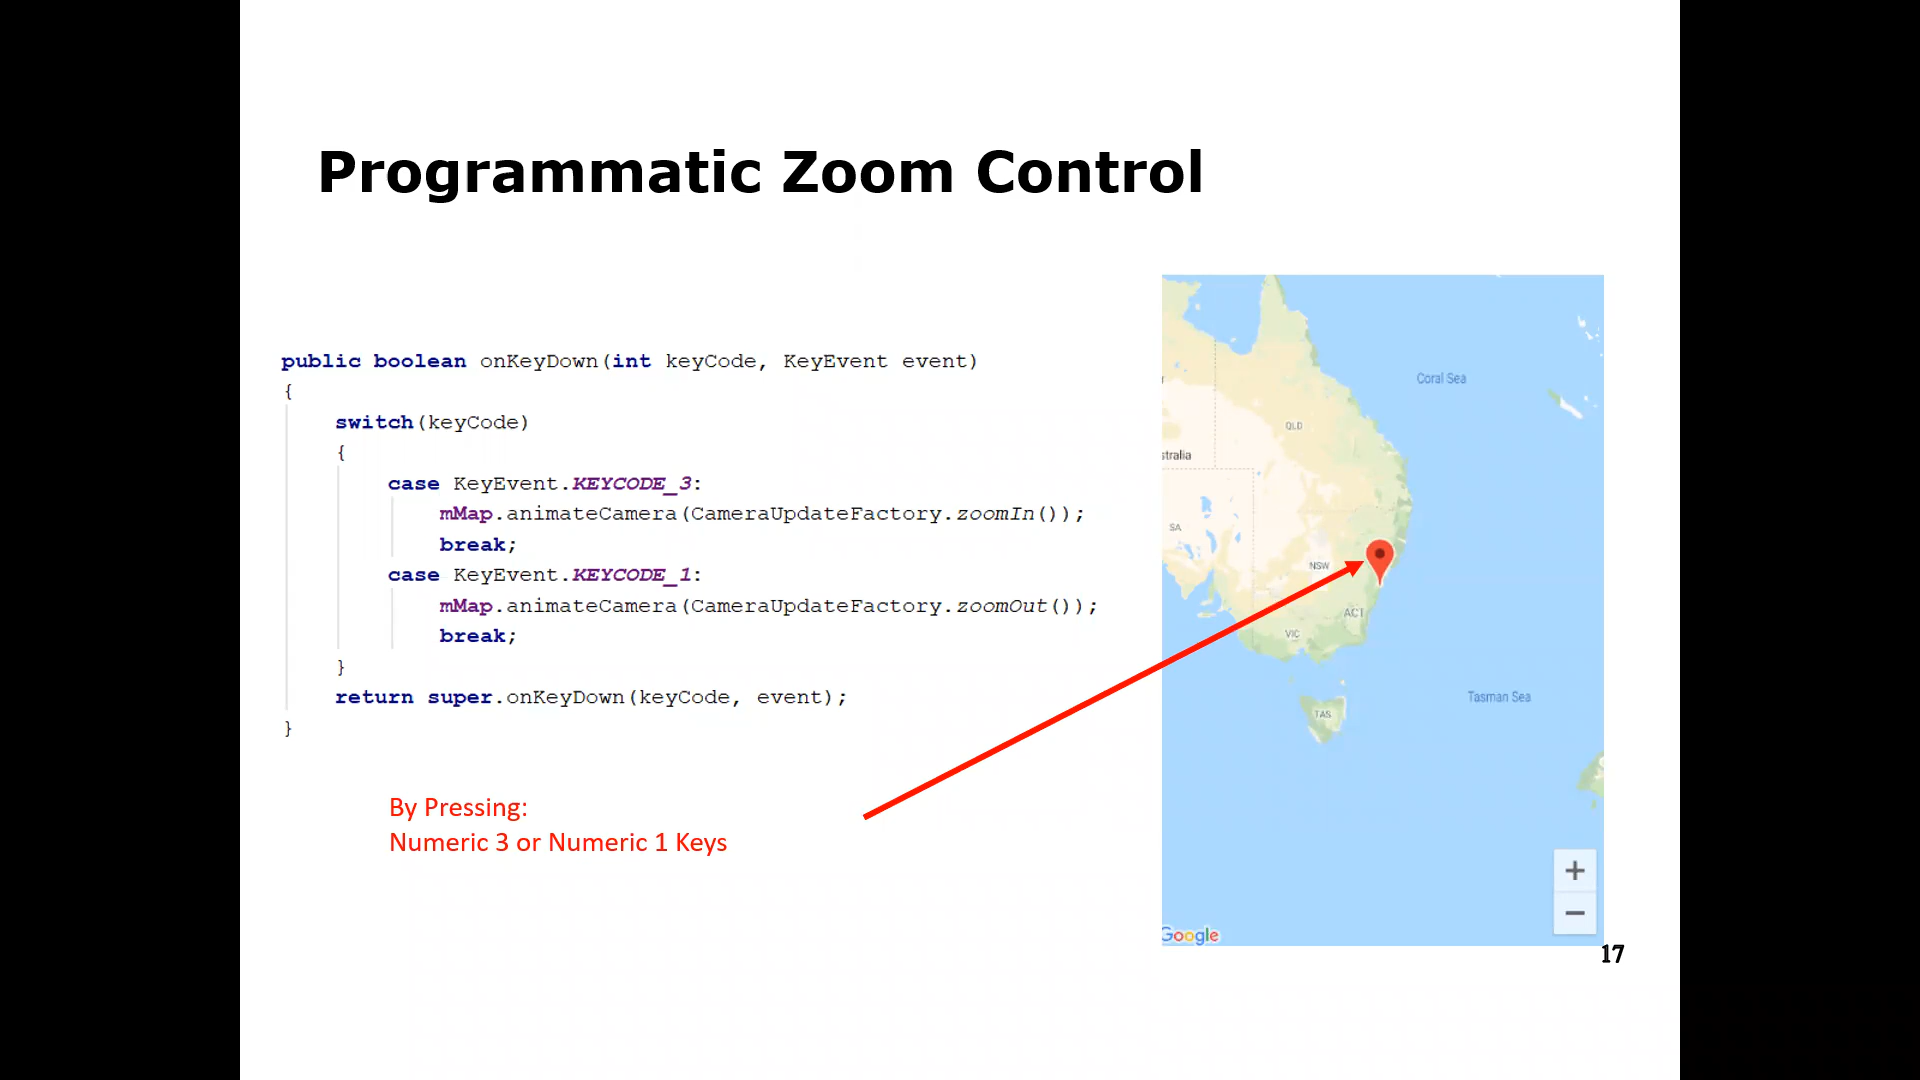 Programmatic Zoom Control
public boolean onKeyDown(int keyCode, KeyEvent event)
{
switch(keyCode)
{
case KeyEvent.KEYCODE_3:
mMap.animateCamera(CameraUpdateFactory.zoomIn());
break;
case KeyEvent.KEYCODE_1:
mMap.animateCamera(CameraUpdateFactory.zoomOut());
break;
}
return super.onKeyDown(keyCode, event);
}
By Pressing:
Numeric 3 or Numeric 1 Keys
Coral Sea
QLD
stralia
SA
NSW
ACT
VIC
Tasman Sea
TAS
+
−
Google
17